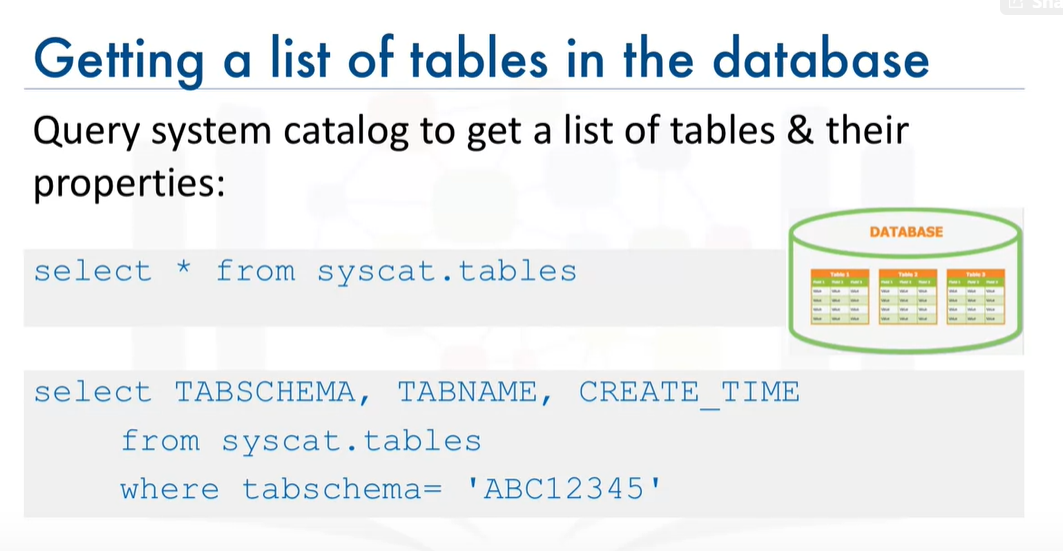 Getting a list of tables in the database
Query system catalog to get a list of tables & their
properties:
select * from syscat.tables
DATABASE
Table 1 Table 2 Table 3
select TABSCHEMA, TABNAME, CREATE_TIME
from syscat.tables
where tabschema= 'ABC12345'